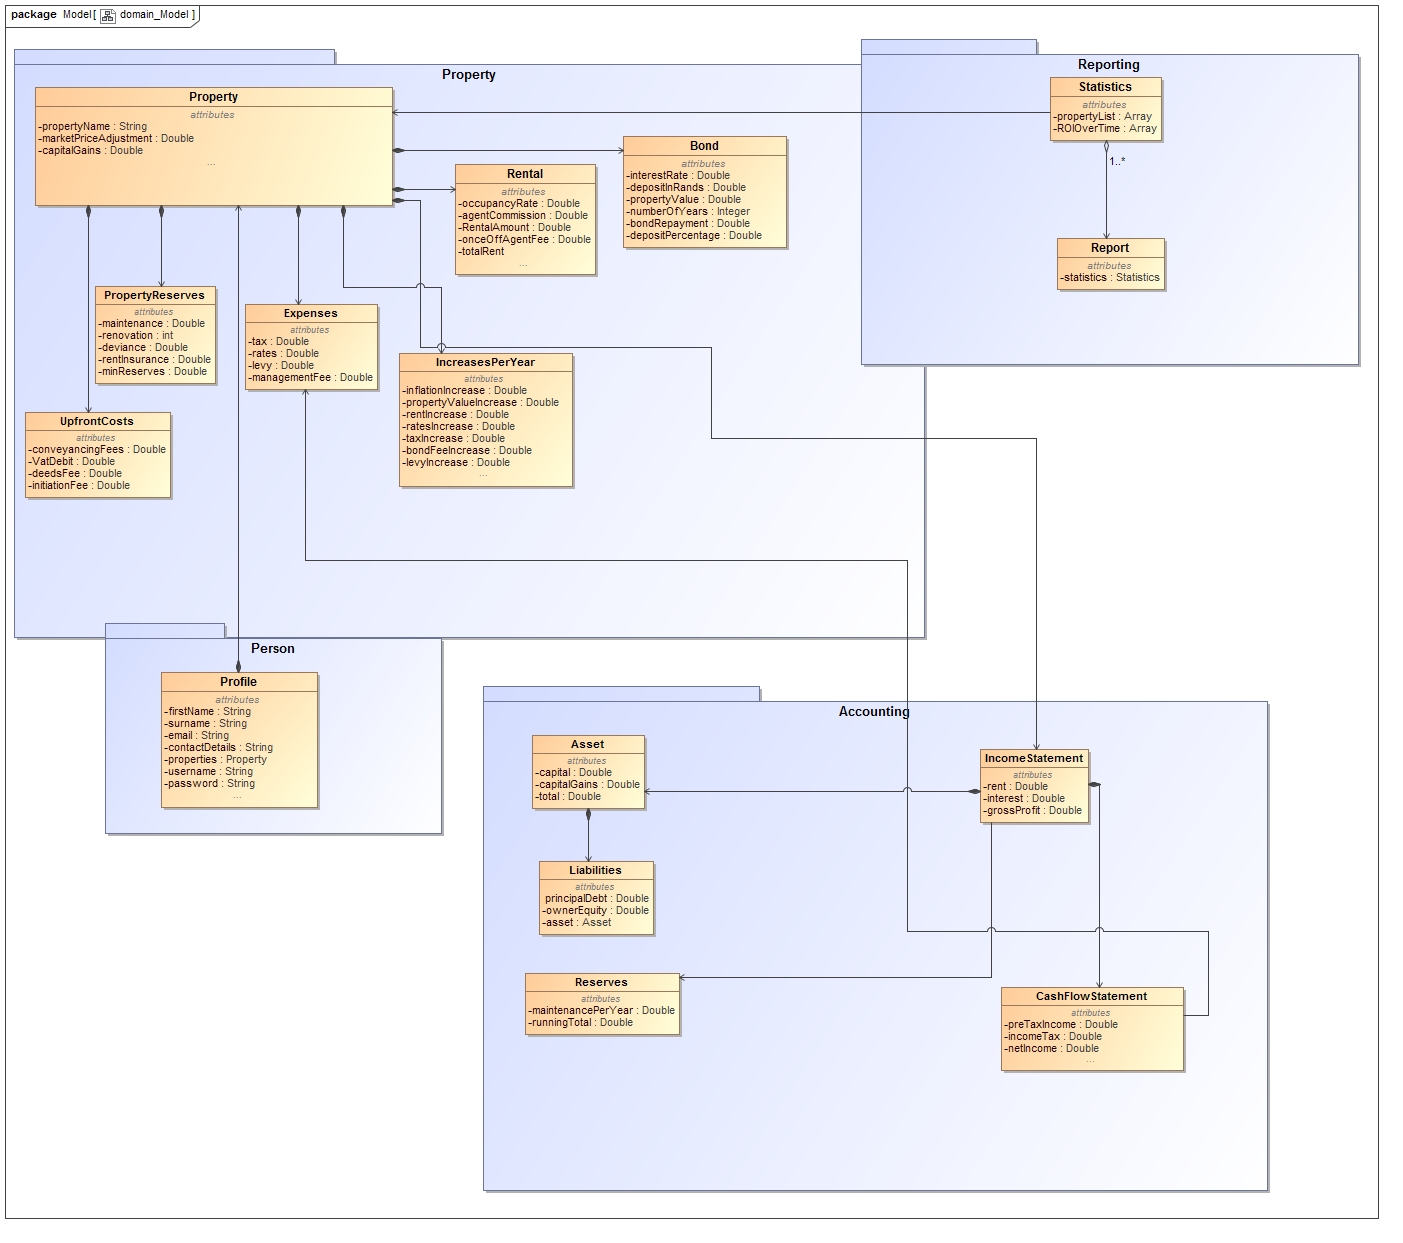 package Model[ domain_Model ]
Property
Property
attributes
-propertyName : String
-marketPriceAdjustment : Double
-capitalGains : Double
...
Bond
attributes
-interestRate : Double
-depositInRands : Double
-propertyValue : Double
-numberOfYears : Integer
-bondRepayment : Double
-depositPercentage : Double
Rental
attributes
-occupancyRate : Double
-agentCommission : Double
-RentalAmount : Double
-onceOffAgentFee : Double
-totalRent
...
PropertyReserves
attributes
-maintenance : Double
-renovation : int
-deviance : Double
-rentInsurance : Double
-minReserves : Double
Expenses
attributes
-tax : Double
-rates : Double
-levy : Double
-managementFee : Double
IncreasesPerYear
attributes
-inflationIncrease : Double
-propertyValueIncrease : Double
-rentIncrease : Double
-ratesIncrease : Double
-taxIncrease : Double
-bondFeeIncrease : Double
-levyIncrease : Double
...
UpfrontCosts
attributes
-conveyancingFees : Double
-VatDebit : Double
-deedsFee : Double
-initiationFee : Double
Reporting
Statistics
attributes
-propertyList : Array
-ROIOverTime : Array
1..*
Report
attributes
-statistics : Statistics
Person
Profile
attributes
-firstName : String
-surname : String
-email : String
-contactDetails : String
-properties : Property
-username : String
-password : String
...
Accounting
Asset
attributes
-capital : Double
-capitalGains : Double
-total : Double
IncomeStatement
attributes
-rent : Double
-interest : Double
-grossProfit : Double
Liabilities
attributes
principalDebt : Double
-ownerEquity : Double
-asset : Asset
Reserves
attributes
-maintenancePerYear : Double
-runningTotal : Double
CashFlowStatement
attributes
-preTaxIncome : Double
-incomeTax : Double
-netIncome : Double
...